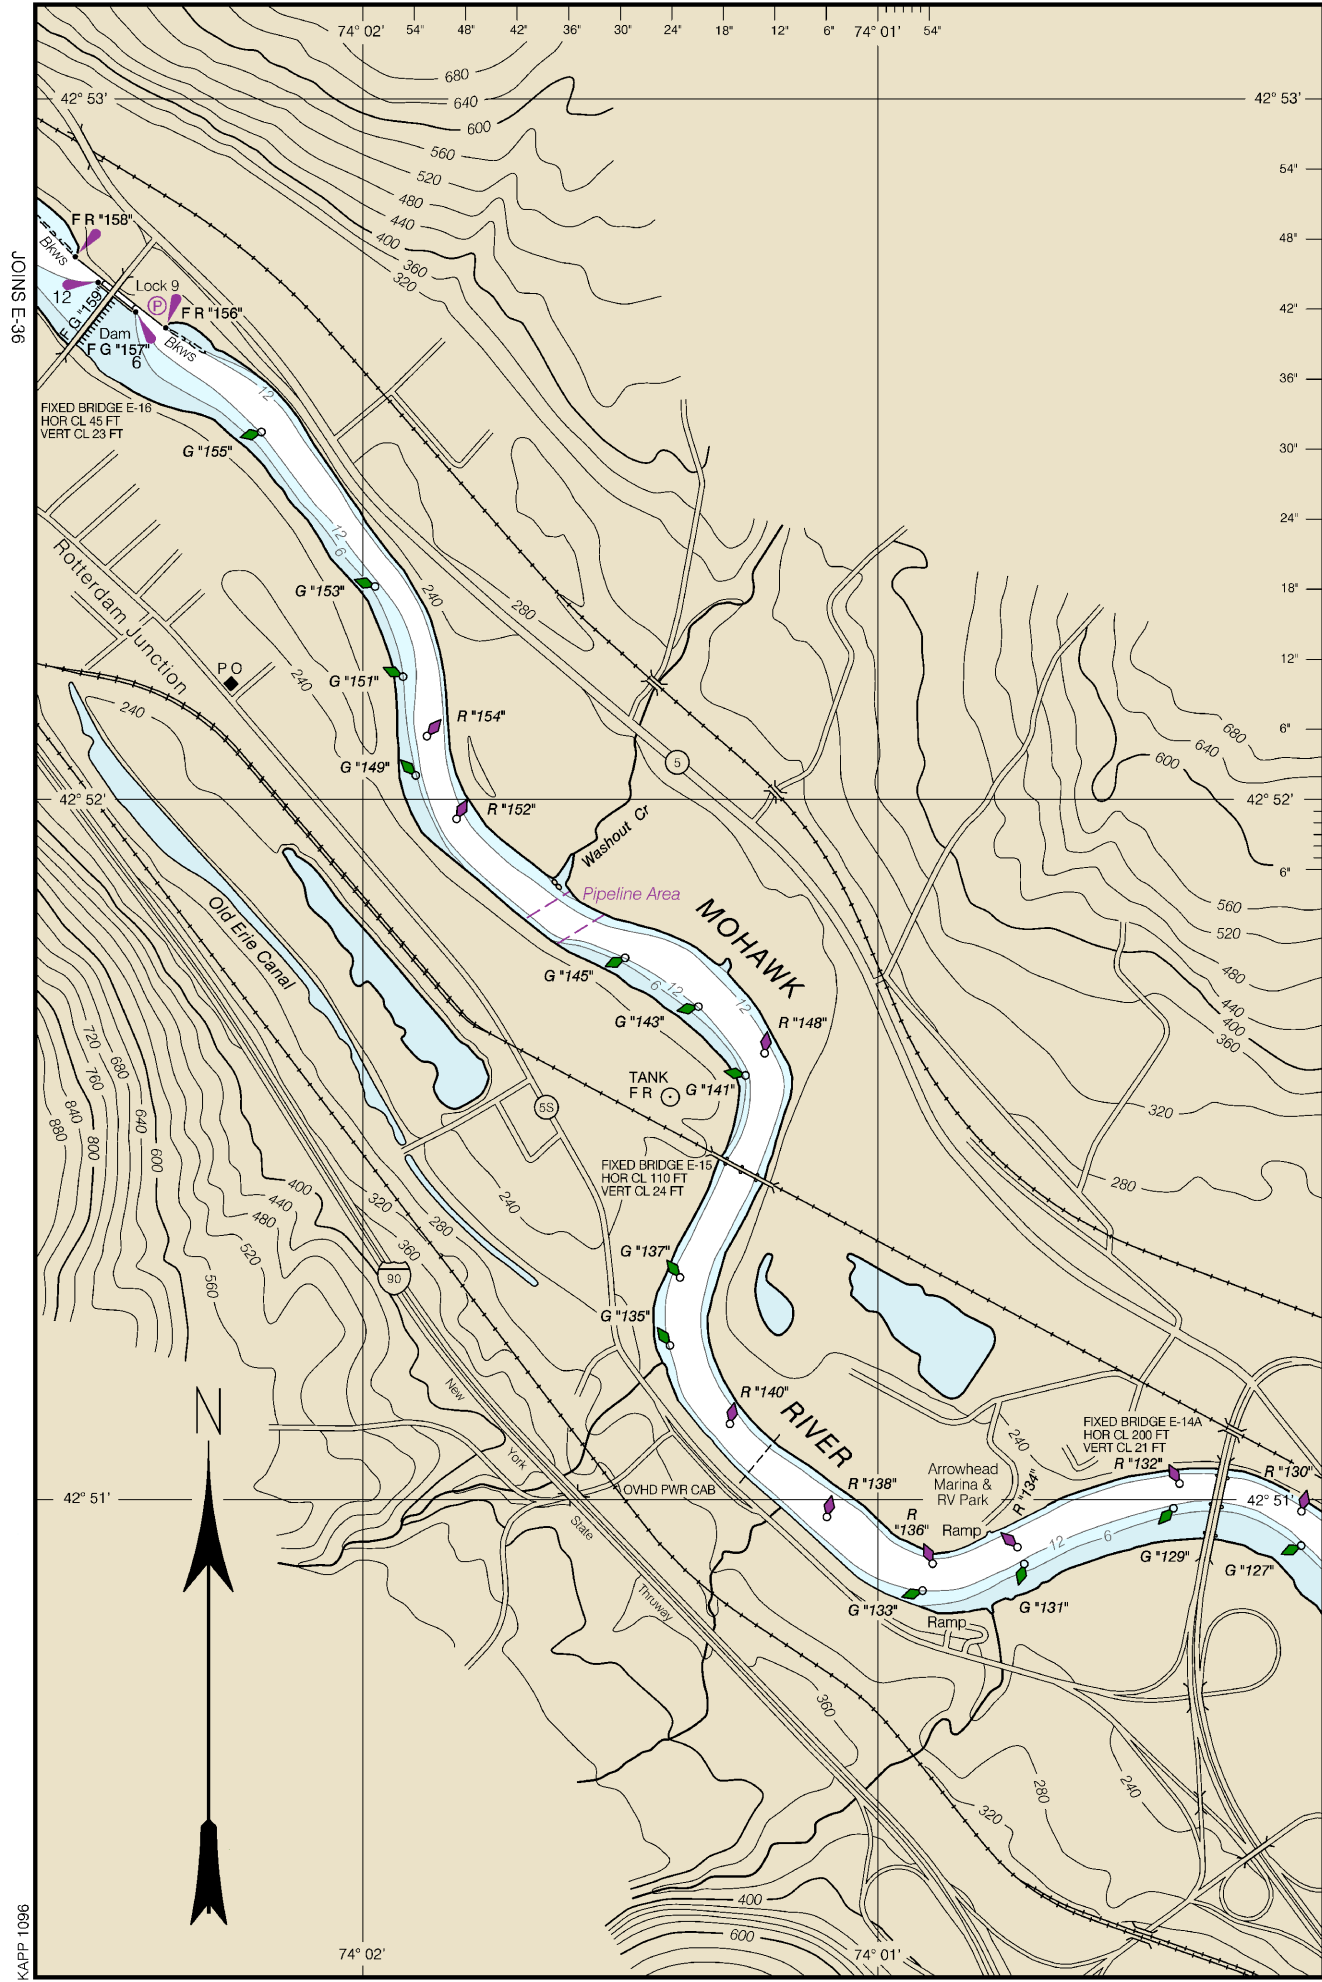 74° 02'
54"
48"
42"
36"
30"
24"
18"
12"
6"
74° 01'
54"
680
42° 53'
640
42° 53'
600
560
54"
520
480
F R "158"
440
48"
400
Bkws
360
JOINS E-36
320
Lock 9
12
P
F G "159"
F R "156"
42"
Dam
F G "157"
Bkws
6
36"
12
FIXED BRIDGE E-16
HOR CL 45 FT
VERT CL 23 FT
G "155"
30"
24"
12
6
Rotterdam Junction
G "153"
240
280
18"
P O
12"
G "151"
240
240
R "154"
6"
680
640
600
G "149"
5
42° 52'
R "152"
42° 52'
Washout Cr
6"
Pipeline Area
MOHAWK
560
Old Erie Canal
520
G "145"
480
6
12
12
440
G "143"
R "148"
400
720
360
680
760
TANK
F R
G "141"
640
840
5S
320
880
800
600
FIXED BRIDGE E-15
HOR CL 110 FT
VERT CL 24 FT
400
280
440
320
240
480
280
520
360
G "137"
560
90
G "135"
New
R "140"
RIVER
FIXED BRIDGE E-14A
HOR CL 200 FT
VERT CL 21 FT
240
York
Arrowhead
Marina &
RV Park
R "132"
R "130"
R "138"
OVHD PWR CAB
R "134"
42° 51'
42° 51'
R
"136"
Ramp
State
12
6
G "129"
G "127"
Thruway
G "133"
G "131"
Ramp
360
280
240
320
N
400
600
KAPP 1096
74° 02'
74° 01'